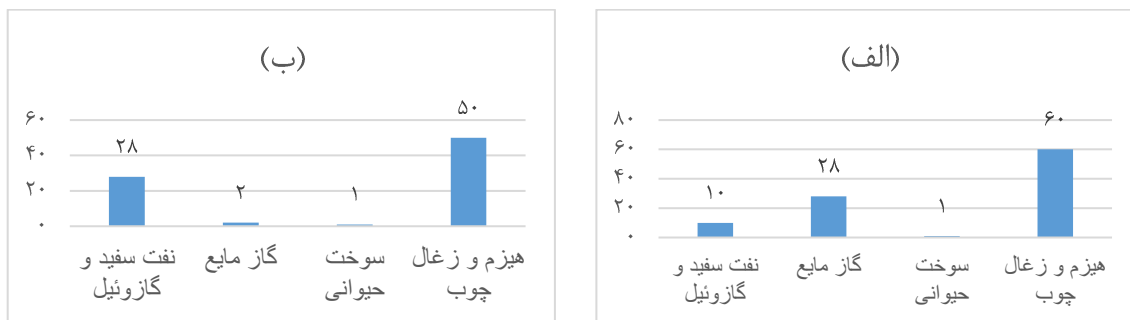 (الف)
۸۰
۶۰
۴۰
۲۰
۰
۶۰
۱
۲۸
۱۰
هیزم و زغال
چوب
سوخت
حیوانی
گاز مایع
نفت سفید و
گازوئیل
(ب)
۶۰
۴۰
۲۰
۰
۵۰
۱
۲
۲۸
هیزم و زغال
چوب
سوخت
حیوانی
گاز مایع
نفت سفید و
گازوئیل